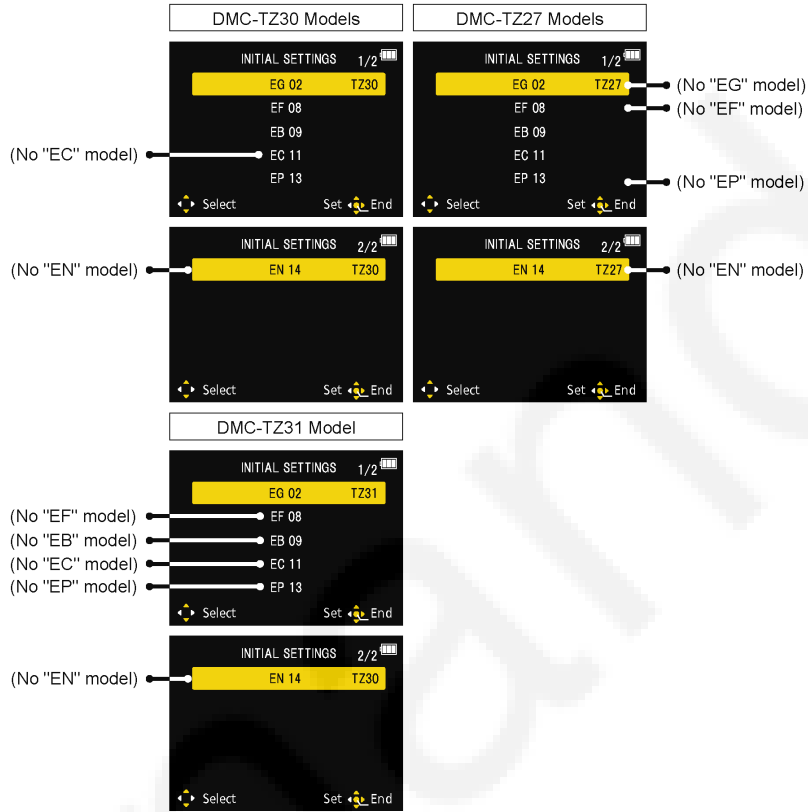 DMC-TZ30 Models
DMC-TZ27 Models
INITIAL SETTINGS 1/2
EG 02 TZ30
EF 08
EB 09
(No "EC" model) EC 11
EP 13
Select Set End
INITIAL SETTINGS 1/2
EG 02 TZ27 (No "EG" model)
EF 08 (No "EF" model)
EB 09
EC 11
EP 13 (No "EP" model)
Select Set End
INITIAL SETTINGS 2/2
(No "EN" model) EN 14 TZ30
Select Set End
INITIAL SETTINGS 2/2
EN 14 TZ27 (No "EN" model)
Select Set End
DMC-TZ31 Model
INITIAL SETTINGS 1/2
EG 02 TZ31
(No "EF" model) EF 08
(No "EB" model) EB 09
(No "EC" model) EC 11
(No "EP" model) EP 13
Select Set End
INITIAL SETTINGS 2/2
(No "EN" model) EN 14 TZ30
Select Set End